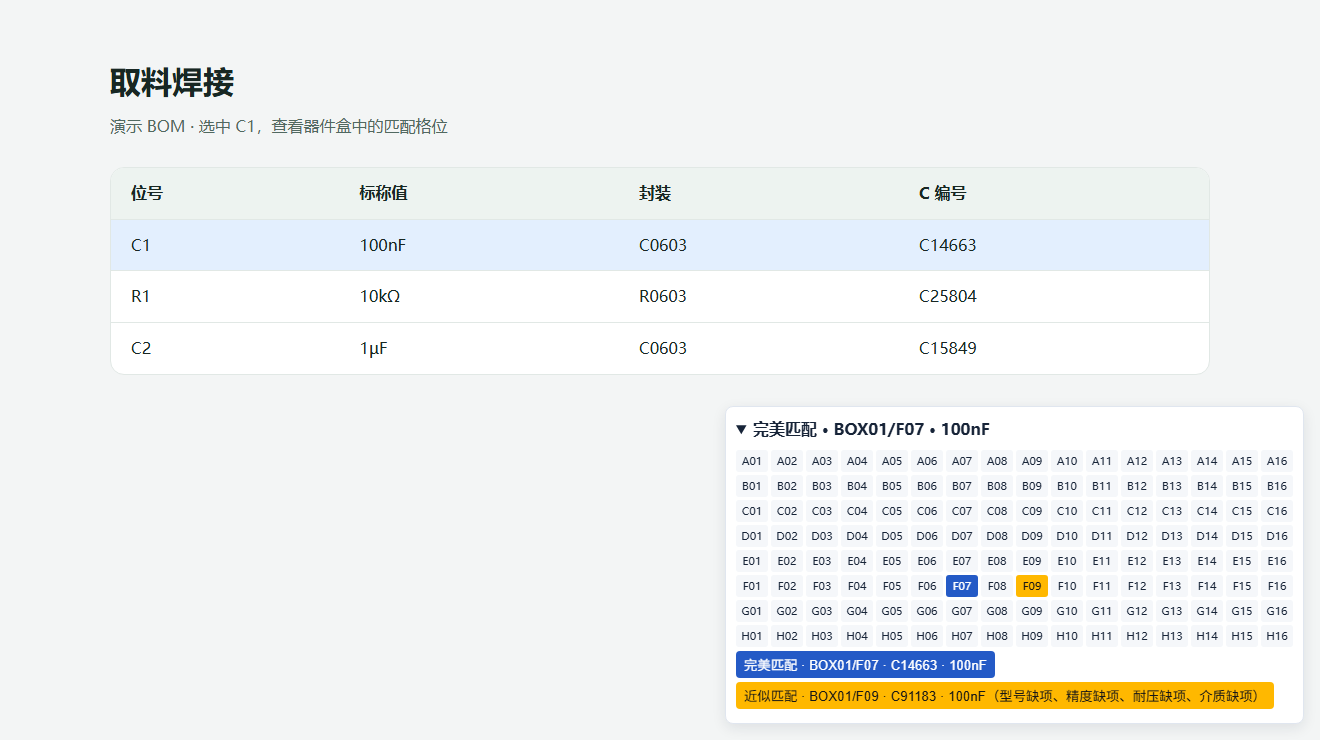 取料焊接
演示 BOM · 选中 C1，查看器件盒中的匹配格位
位号 标称值 封装 C 编号
C1 100nF C0603 C14663
R1 10kΩ R0603 C25804
C2 1μF C0603 C15849
▼ 完美匹配 • BOX01/F07 • 100nF
A01 A02 A03 A04 A05 A06 A07 A08 A09 A10 A11 A12 A13 A14 A15 A16
B01 B02 B03 B04 B05 B06 B07 B08 B09 B10 B11 B12 B13 B14 B15 B16
C01 C02 C03 C04 C05 C06 C07 C08 C09 C10 C11 C12 C13 C14 C15 C16
D01 D02 D03 D04 D05 D06 D07 D08 D09 D10 D11 D12 D13 D14 D15 D16
E01 E02 E03 E04 E05 E06 E07 E08 E09 E10 E11 E12 E13 E14 E15 E16
F01 F02 F03 F04 F05 F06 F07 F08 F09 F10 F11 F12 F13 F14 F15 F16
G01 G02 G03 G04 G05 G06 G07 G08 G09 G10 G11 G12 G13 G14 G15 G16
H01 H02 H03 H04 H05 H06 H07 H08 H09 H10 H11 H12 H13 H14 H15 H16
完美匹配 · BOX01/F07 · C14663 · 100nF
近似匹配 · BOX01/F09 · C91183 · 100nF（型号缺项、精度缺项、耐压缺项、介质缺项）